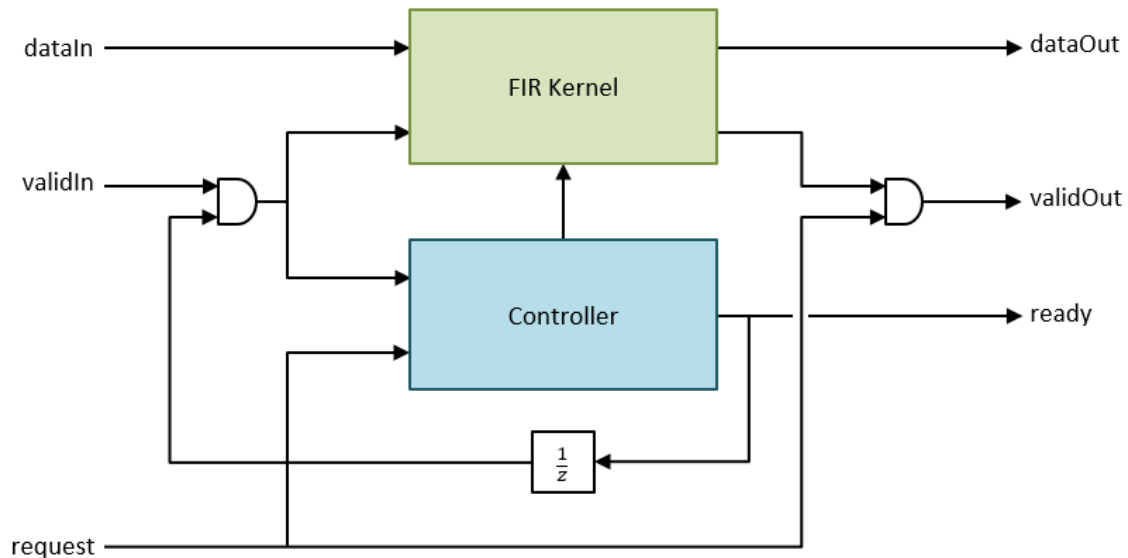 dataIn
FIR Kernel
dataOut
validIn
validOut
Controller
ready
1
z
request